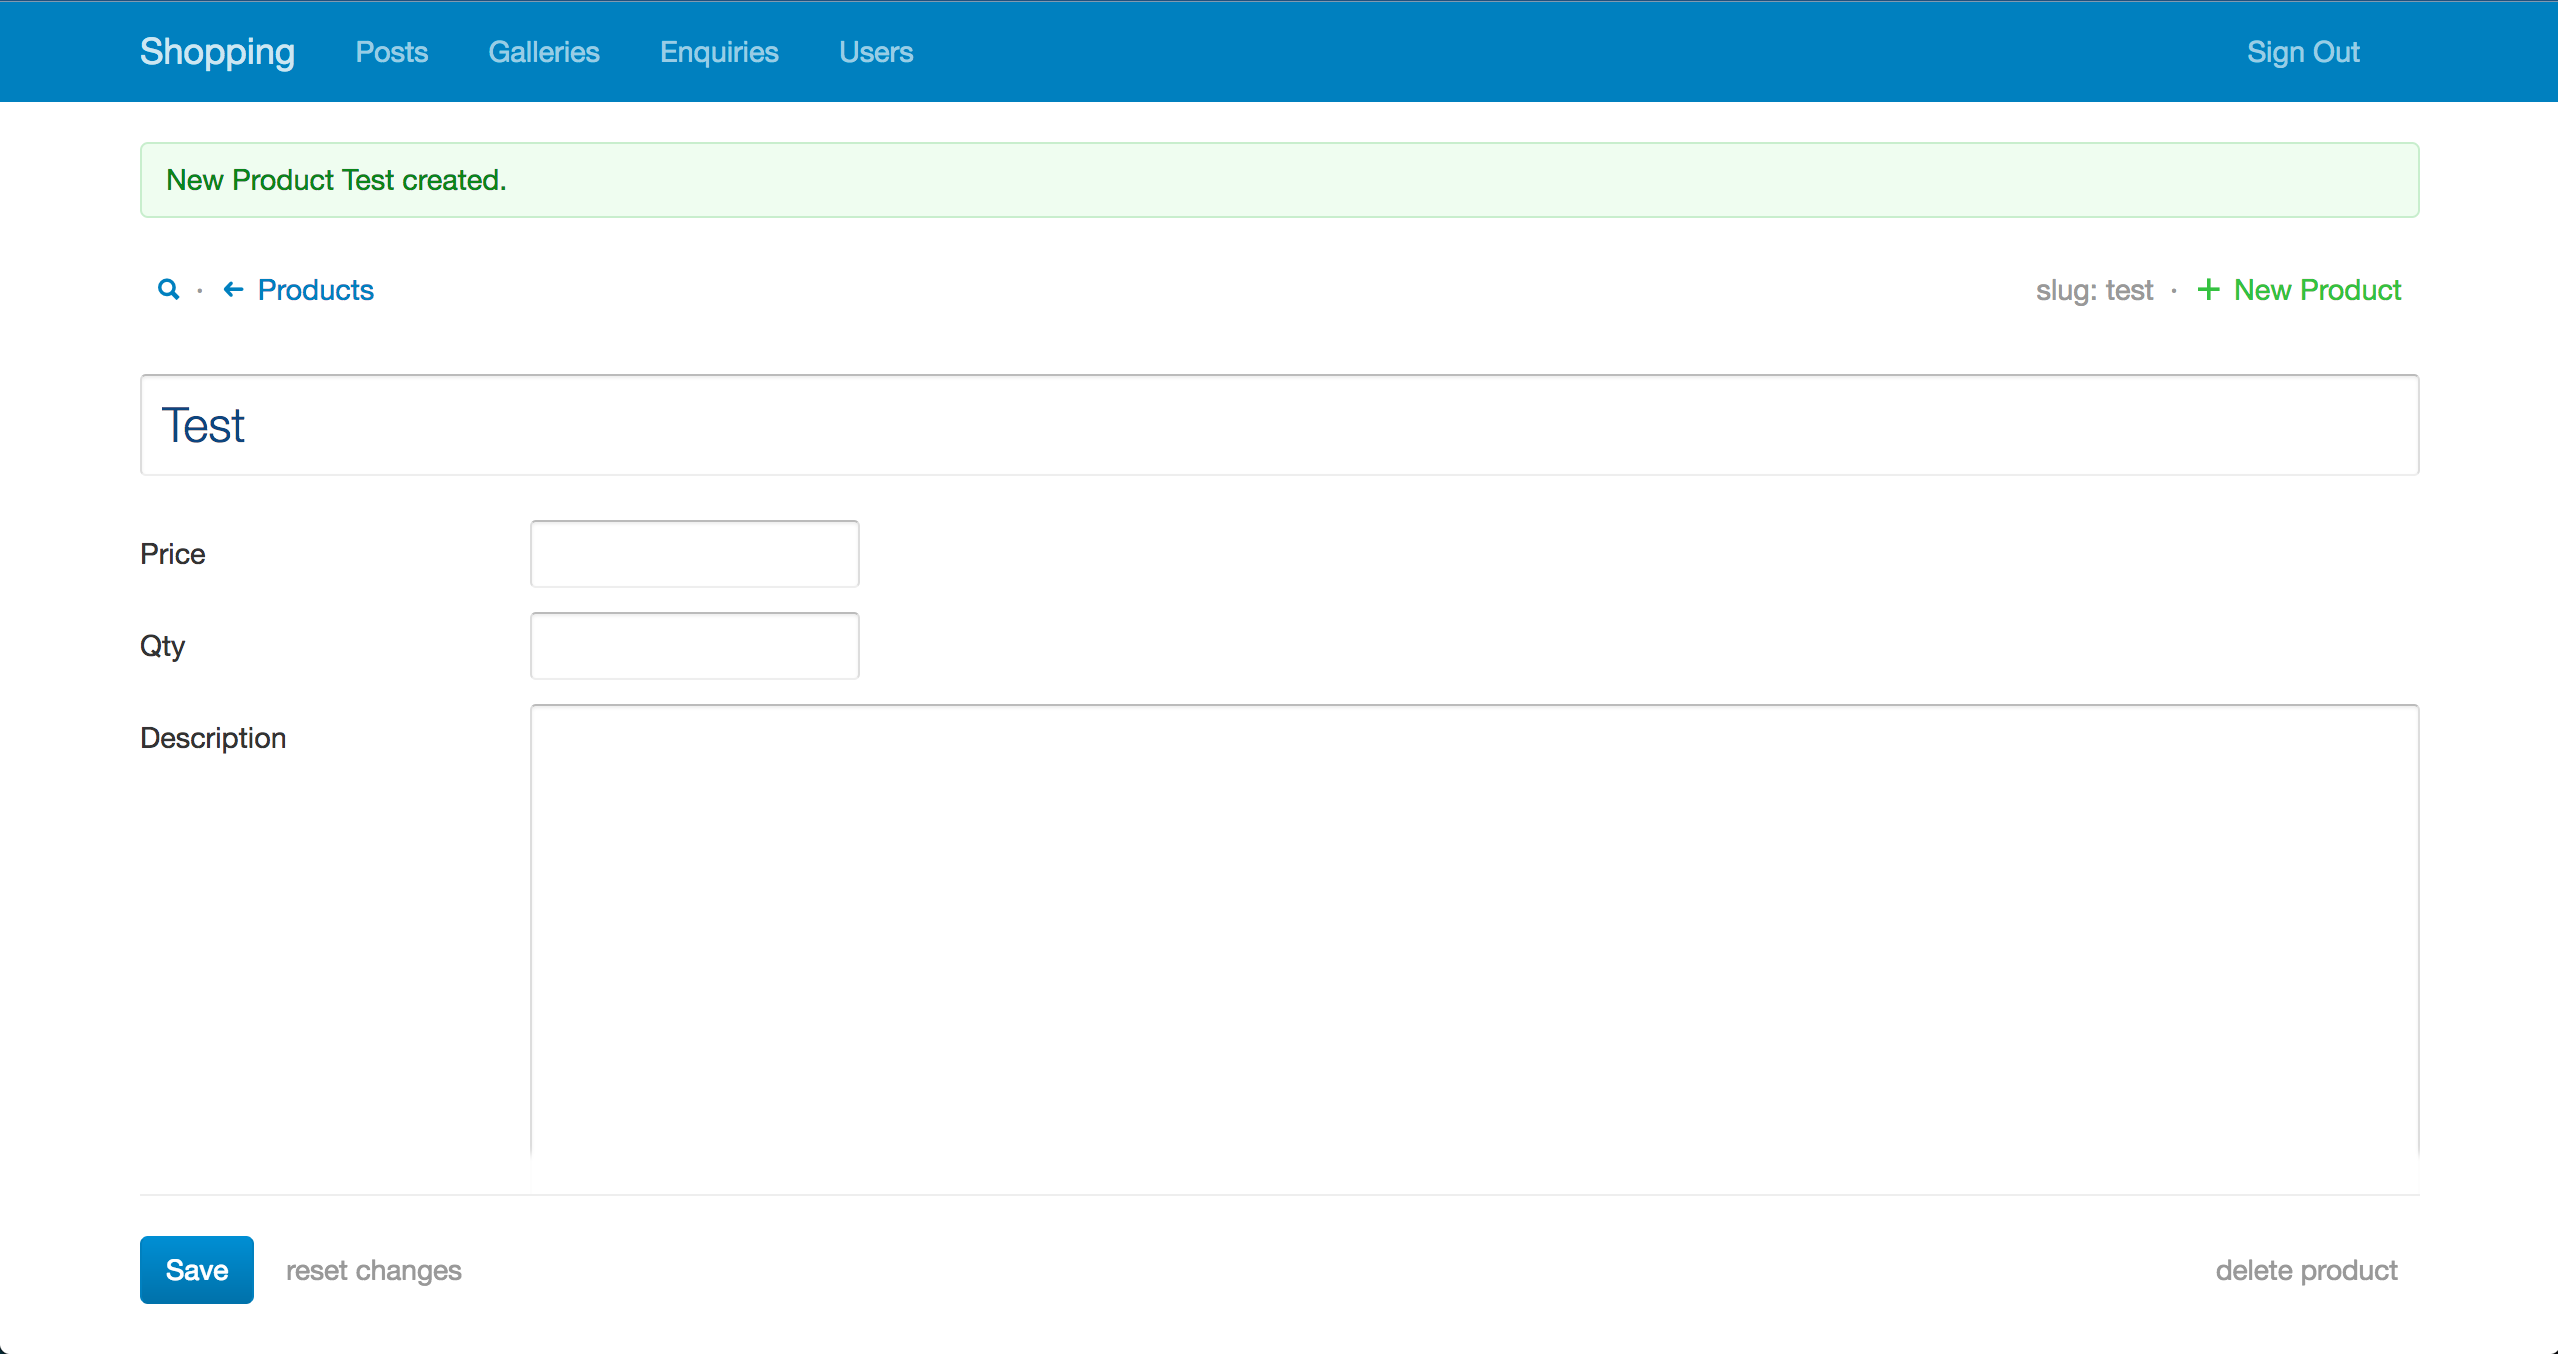 Shopping Posts Galleries Enquiries Users Sign Out
New Product Test created.
· Products slug: test · + New Product
Test
Price
Qty
Description
Save reset changes delete product